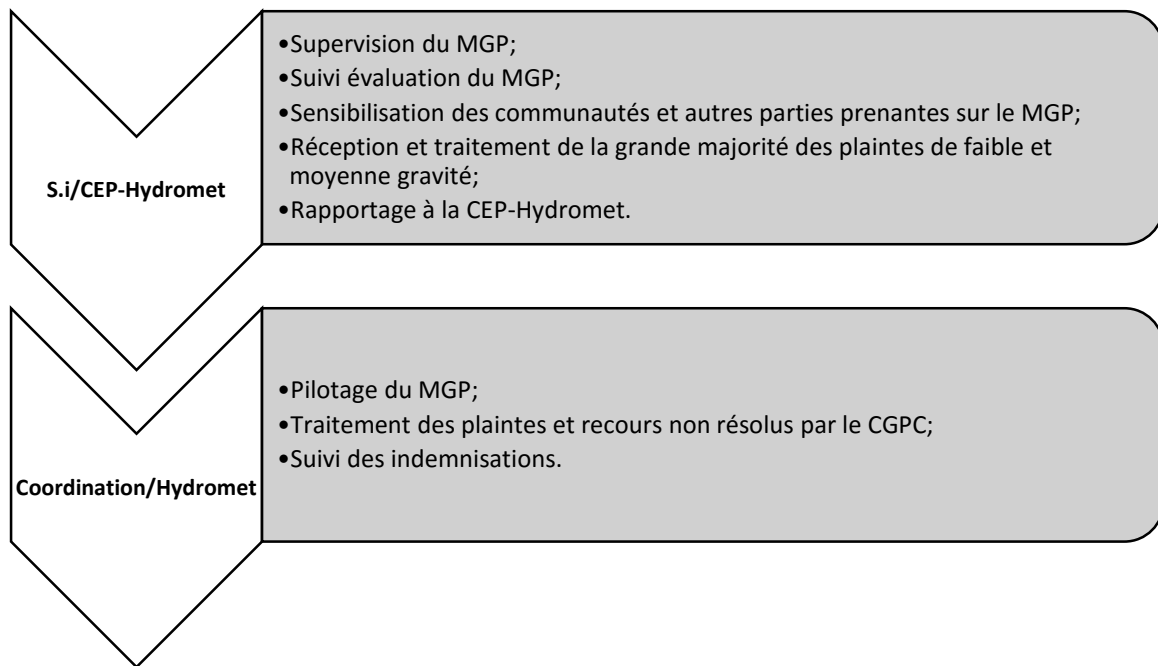 S.i/CEP-Hydromet
•Supervision du MGP;
•Suivi évaluation du MGP;
•Sensibilisation des communautés et autres parties prenantes sur le MGP;
•Réception et traitement de la grande majorité des plaintes de faible et
moyenne gravité;
•Rapportage à la CEP-Hydromet.
Coordination/Hydromet
•Pilotage du MGP;
•Traitement des plaintes et recours non résolus par le CGPC;
•Suivi des indemnisations.